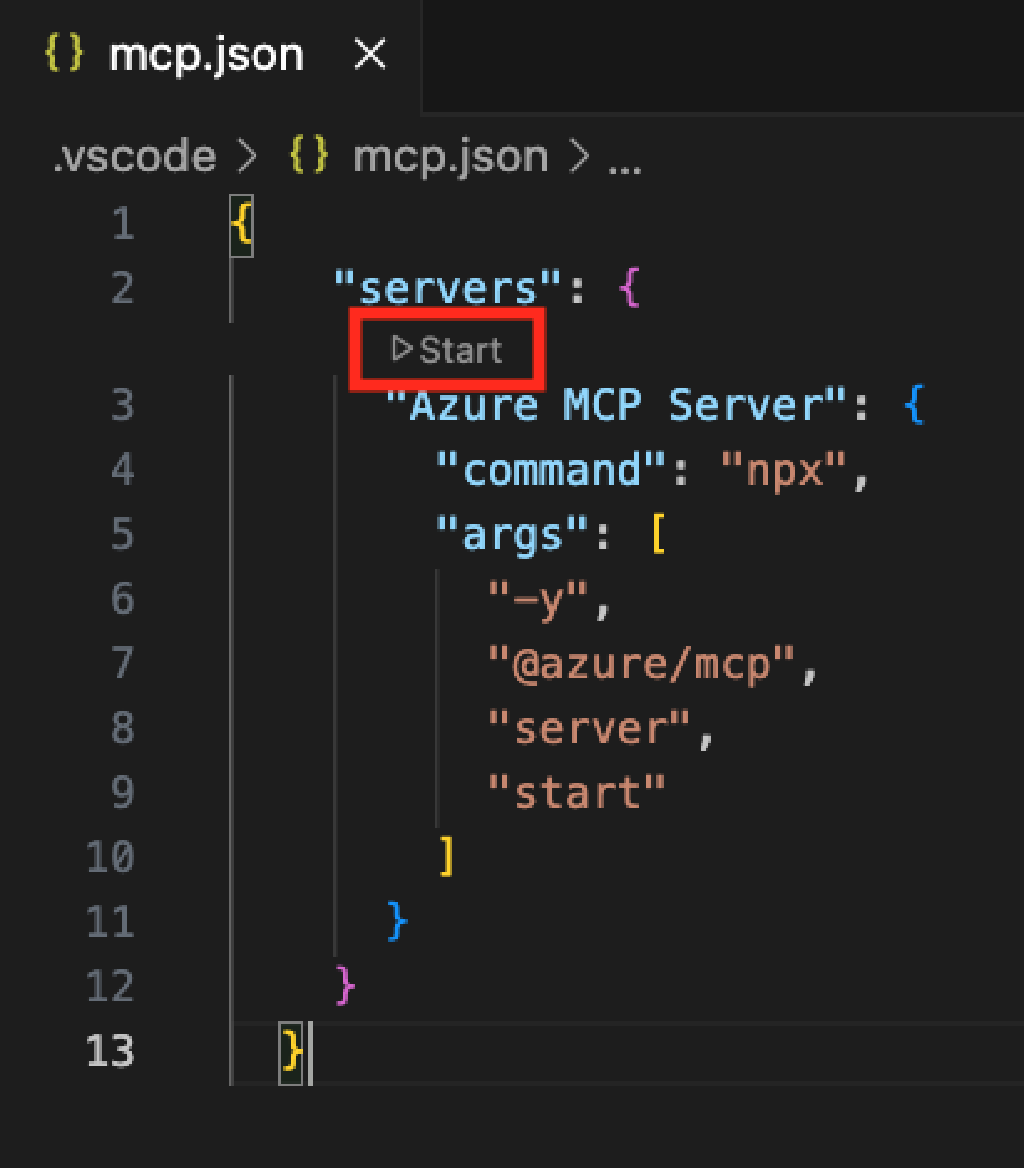 {} mcp.json ×
.vscode > {} mcp.json > ...
1 {
2 "servers": {
▷Start
3 "Azure MCP Server": {
4 "command": "npx",
5 "args": [
6 "-y",
7 "@azure/mcp",
8 "server",
9 "start"
10 ]
11 }
12 }
13 }